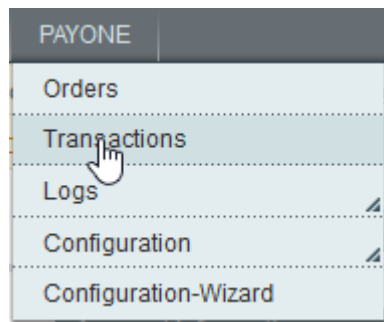 PAYONE
Orders
Transactions
Logs
Configuration
Configuration-Wizard